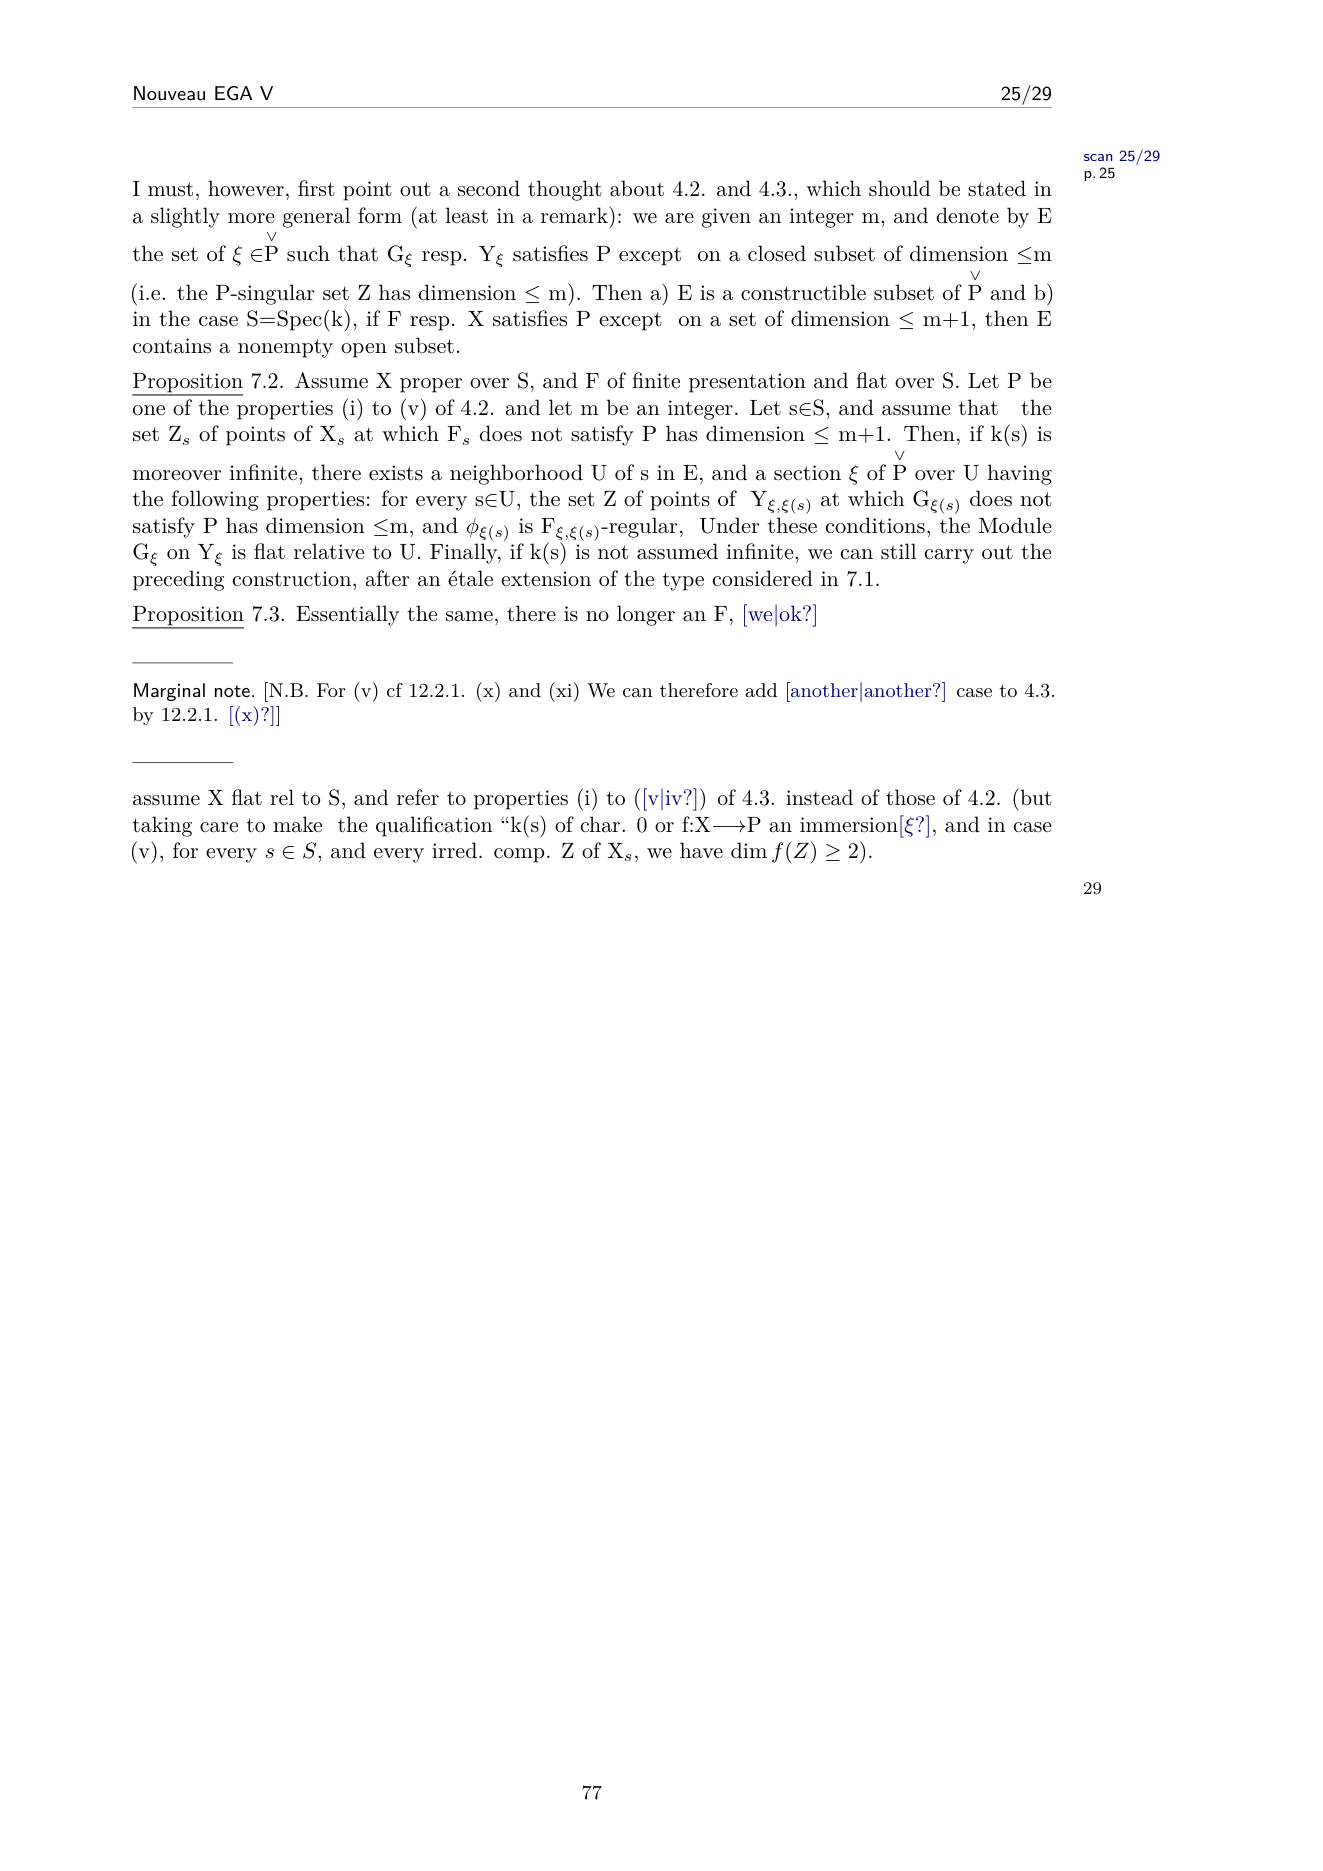 Nouveau EGA V 25/29
scan 25/29
p. 25
I must, however, first point out a second thought about 4.2. and 4.3., which should be stated in
a slightly more general form (at least in a remark): we are given an integer m, and denote by E
the set of ξ ∈P̌ such that G_ξ resp. Y_ξ satisfies P except on a closed subset of dimension ≤m
(i.e. the P-singular set Z has dimension ≤ m). Then a) E is a constructible subset of P̌ and b)
in the case S=Spec(k), if F resp. X satisfies P except on a set of dimension ≤ m+1, then E
contains a nonempty open subset.
Proposition 7.2. Assume X proper over S, and F of finite presentation and flat over S. Let P be
one of the properties (i) to (v) of 4.2. and let m be an integer. Let s∈S, and assume that the
set Z_s of points of X_s at which F_s does not satisfy P has dimension ≤ m+1. Then, if k(s) is
moreover infinite, there exists a neighborhood U of s in E, and a section ξ of P̌ over U having
the following properties: for every s∈U, the set Z of points of Y_{ξ,ξ(s)} at which G_{ξ(s)} does not
satisfy P has dimension ≤m, and ϕ_{ξ(s)} is F_{ξ,ξ(s)}-regular, Under these conditions, the Module
G_ξ on Y_ξ is flat relative to U. Finally, if k(s) is not assumed infinite, we can still carry out the
preceding construction, after an étale extension of the type considered in 7.1.
Proposition 7.3. Essentially the same, there is no longer an F, [we|ok?]
Marginal note. [N.B. For (v) cf 12.2.1. (x) and (xi) We can therefore add [another|another?] case to 4.3.
by 12.2.1. [(x)?]]
assume X flat rel to S, and refer to properties (i) to ([v|iv?]) of 4.3. instead of those of 4.2. (but
taking care to make the qualification “k(s) of char. 0 or f:X⟶P an immersion[ξ?], and in case
(v), for every s ∈ S, and every irred. comp. Z of X_s, we have dim f(Z) ≥ 2).
29
77